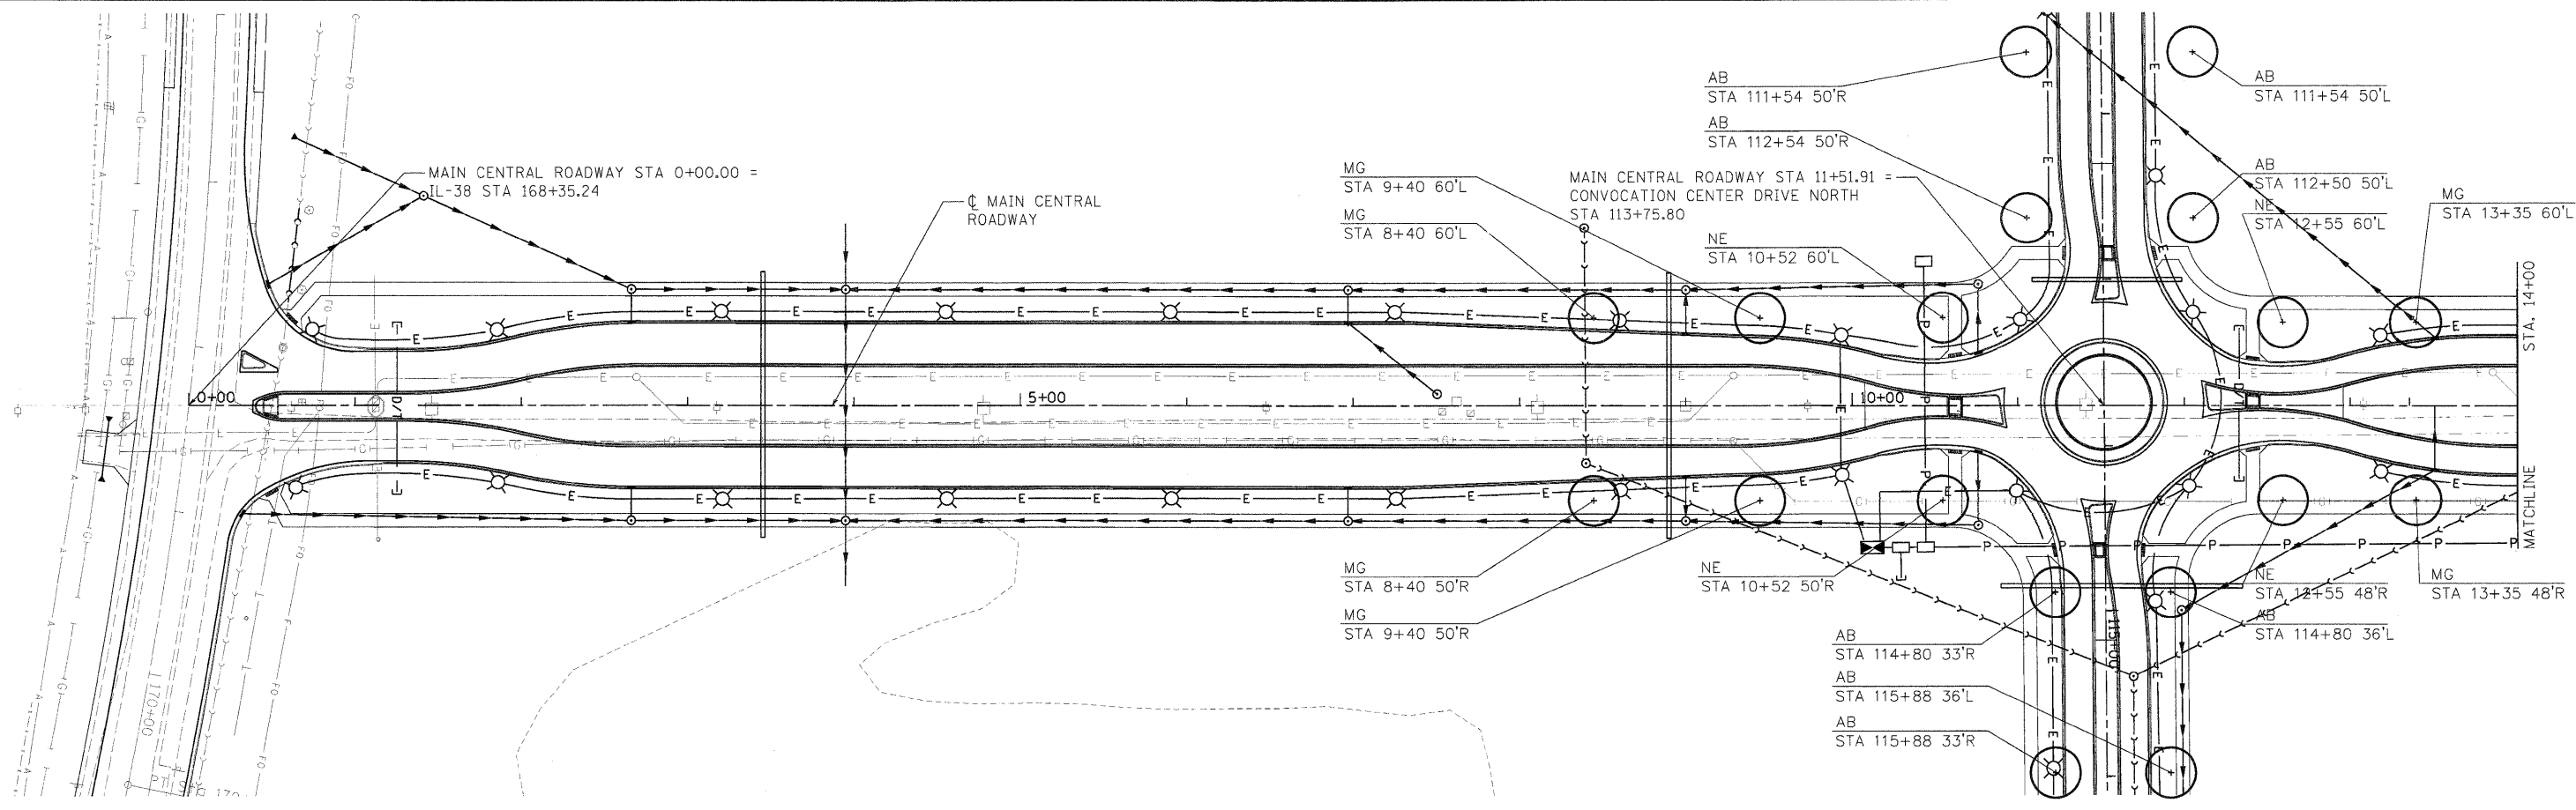 AB
STA 111+54 50'R
AB
STA 111+54 50'L
AB
STA 112+54 50'R
AB
STA 112+50 50'L
MAIN CENTRAL ROADWAY STA 0+00.00 =
IL-38 STA 168+35.24
℄ MAIN CENTRAL
ROADWAY
MG
STA 9+40 60'L
MG
STA 8+40 60'L
MAIN CENTRAL ROADWAY STA 11+51.91 =
CONVOCATION CENTER DRIVE NORTH
STA 113+75.80
NE
STA 10+52 60'L
NE
STA 12+55 60'L
MG
STA 13+35 60'L
STA. 14+00
MATCHLINE
0+00
5+00
10+00
D/T
115+00
170+00
MG
STA 8+40 50'R
MG
STA 9+40 50'R
NE
STA 10+52 50'R
NE
STA 12+55 48'R
MG
STA 13+35 48'R
AB
STA 114+80 36'L
AB
STA 114+80 33'R
AB
STA 115+88 36'L
AB
STA 115+88 33'R